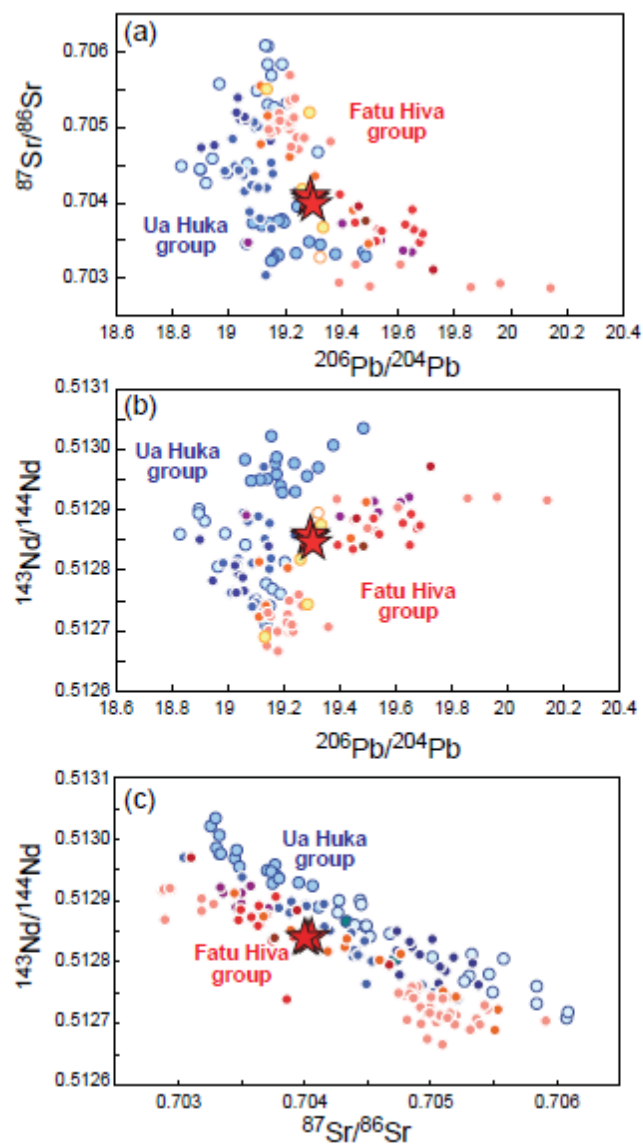 (a)
0.706
0.705
0.704
0.703
⁸⁷Sr/⁸⁶Sr
Fatu Hiva
group
Ua Huka
group
18.6 18.8 19 19.2 19.4 19.6 19.8 20 20.2 20.4
²⁰⁶Pb/²⁰⁴Pb
(b)
0.5131
0.5130
0.5129
0.5128
0.5127
0.5126
¹⁴³Nd/¹⁴⁴Nd
Ua Huka
group
Fatu Hiva
group
18.6 18.8 19 19.2 19.4 19.6 19.8 20 20.2 20.4
²⁰⁶Pb/²⁰⁴Pb
(c)
0.5131
0.5130
0.5129
0.5128
0.5127
0.5126
¹⁴³Nd/¹⁴⁴Nd
Ua Huka
group
Fatu Hiva
group
0.703 0.704 0.705 0.706
⁸⁷Sr/⁸⁶Sr